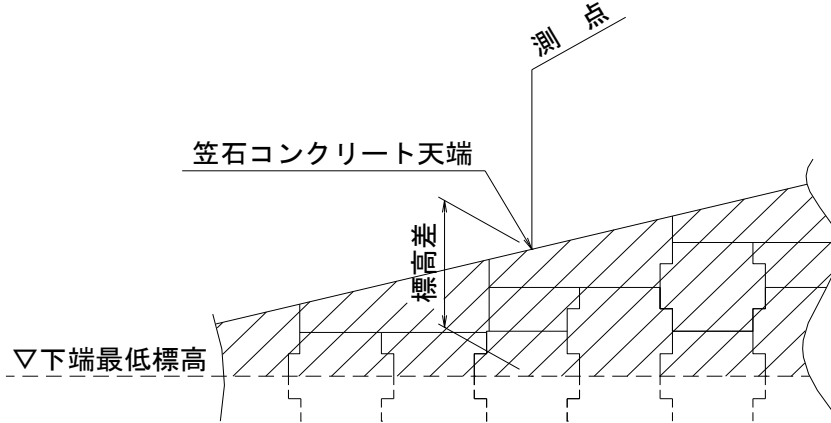 測 点
笠石コンクリート天端
標高差
▽下端最低標高